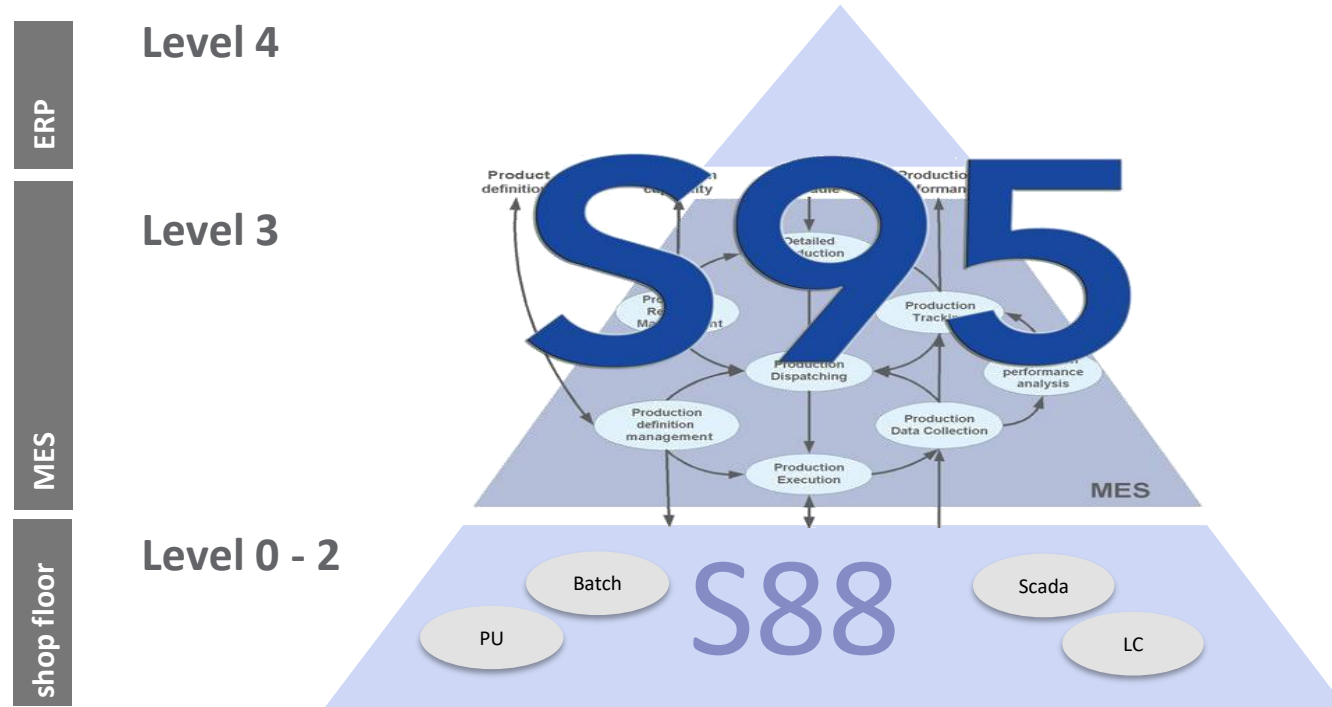 Level 4
ERP
S95
Product
definition
Level 3
Detailed
Production
Tracking
Production
Dispatching
performance
analysis
Production
definition
management
Production
Data Collection
Production
Execution
MES
MES
Level 0 - 2
shop floor
Batch
S88
Scada
PU
LC